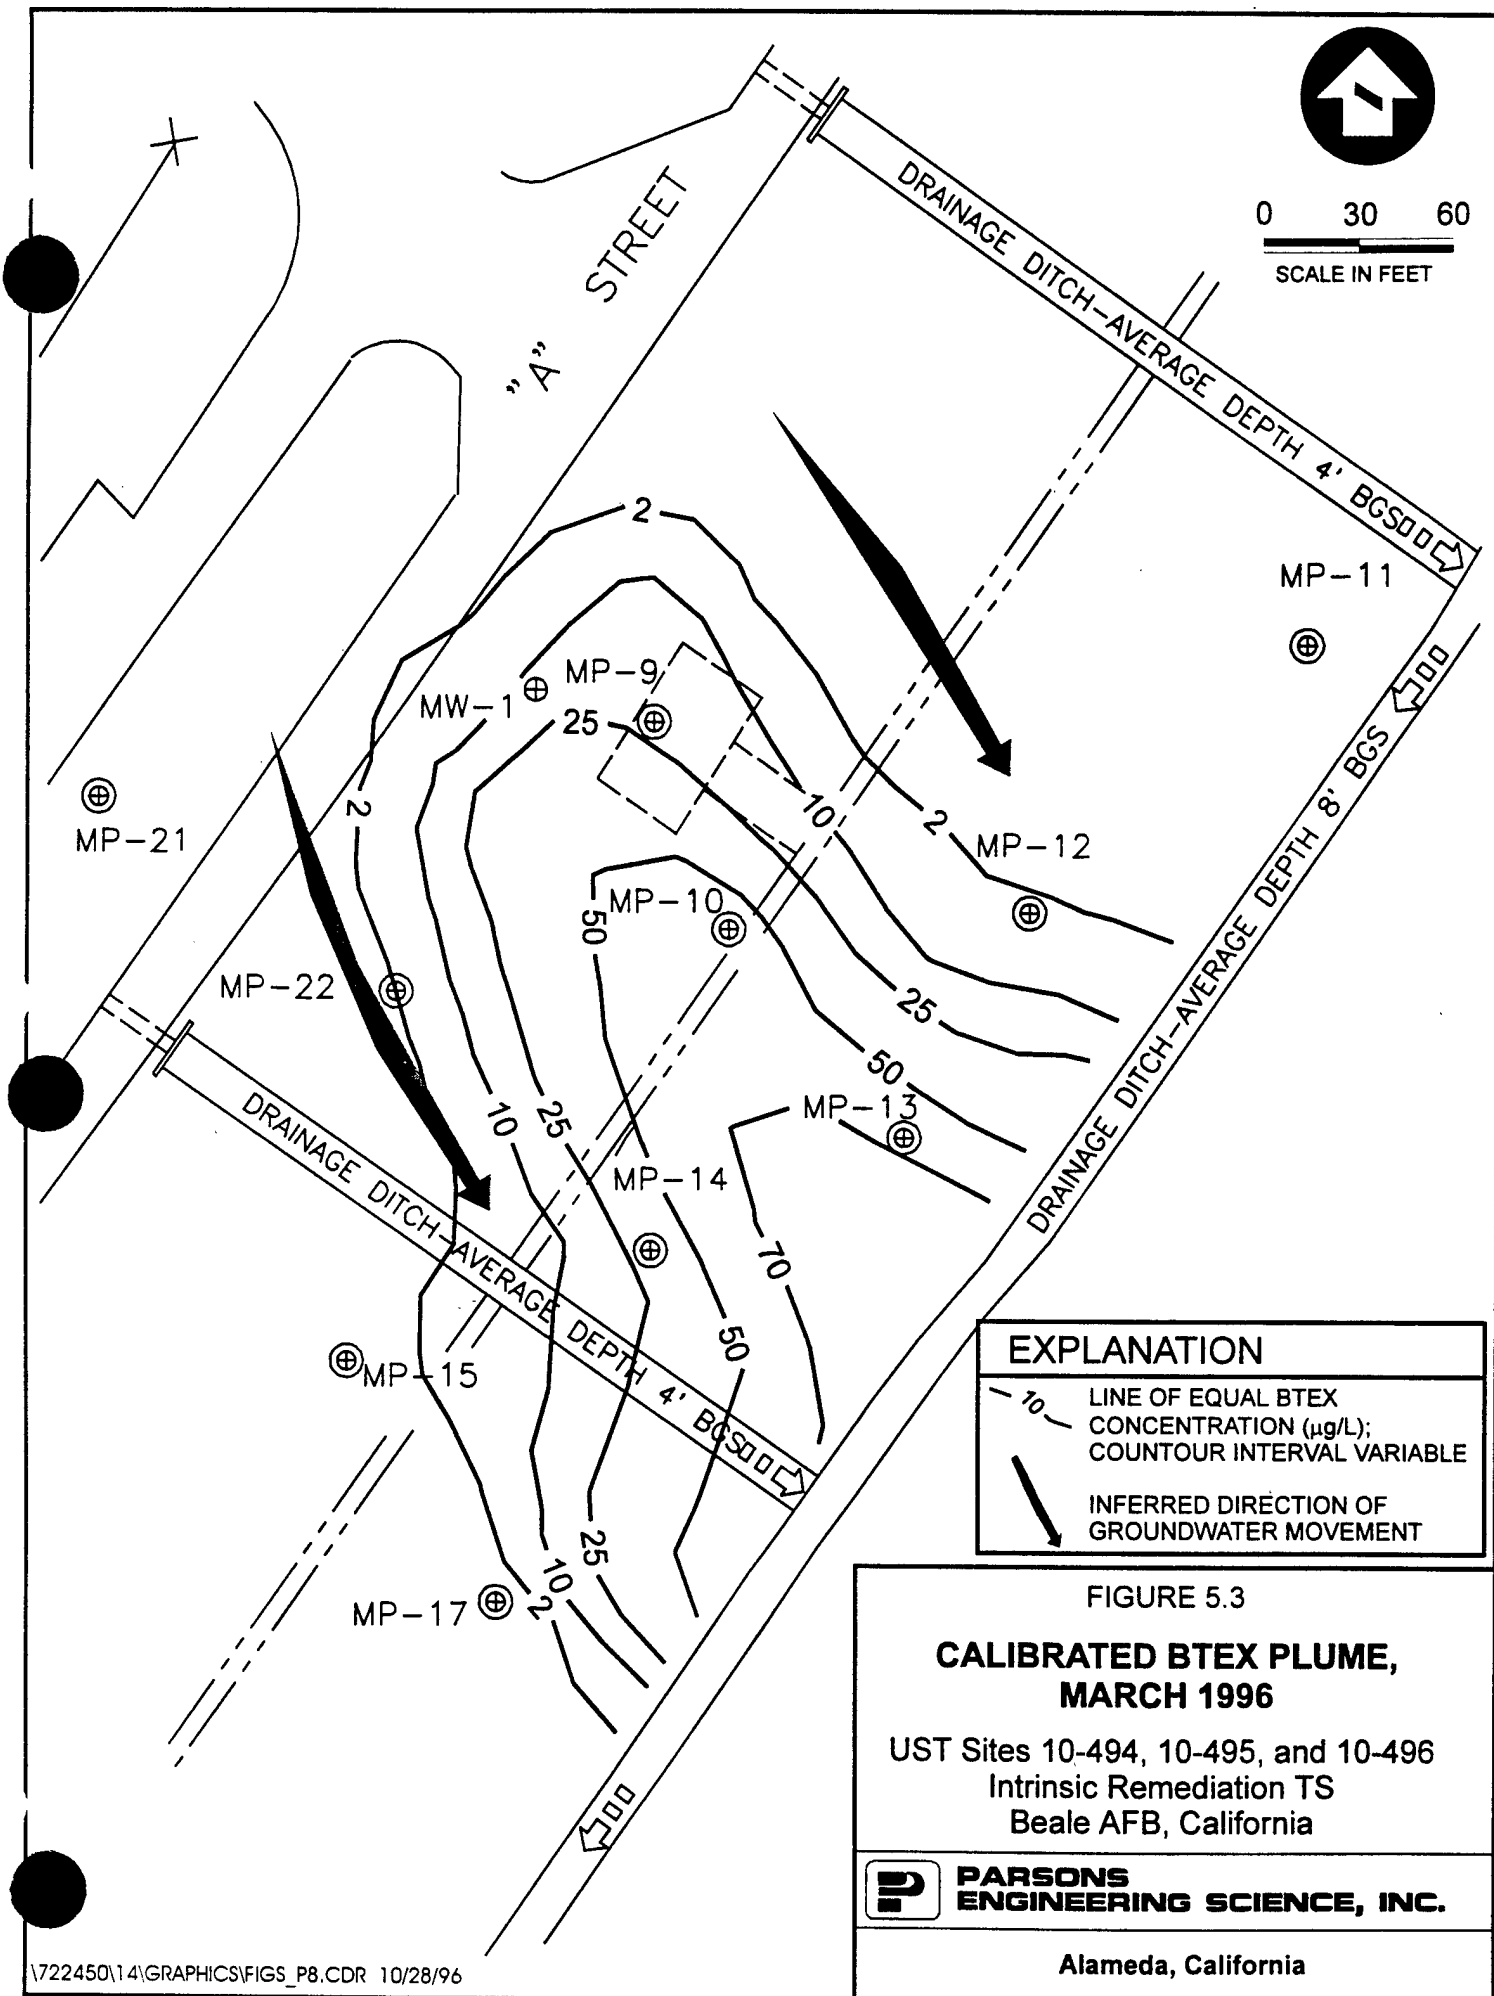 0 30 60
SCALE IN FEET
DRAINAGE DITCH-AVERAGE DEPTH 4' BGS
"A" STREET
MP-11
2
MP-9
MW-1
25
10
2
2
MP-12
MP-21
MP-10
50
DRAINAGE DITCH-AVERAGE DEPTH 8' BGS
MP-22
25
50
MP-13
10
25
MP-14
DRAINAGE DITCH-AVERAGE DEPTH 4' BGS
70
50
MP-15
25
10
2
MP-17
EXPLANATION
10
LINE OF EQUAL BTEX
CONCENTRATION (µg/L);
COUNTOUR INTERVAL VARIABLE
INFERRED DIRECTION OF
GROUNDWATER MOVEMENT
FIGURE 5.3
CALIBRATED BTEX PLUME,
MARCH 1996
UST Sites 10-494, 10-495, and 10-496
Intrinsic Remediation TS
Beale AFB, California
PARSONS
ENGINEERING SCIENCE, INC.
Alameda, California
\722450\14\GRAPHICS\FIGS_P8.CDR 10/28/96